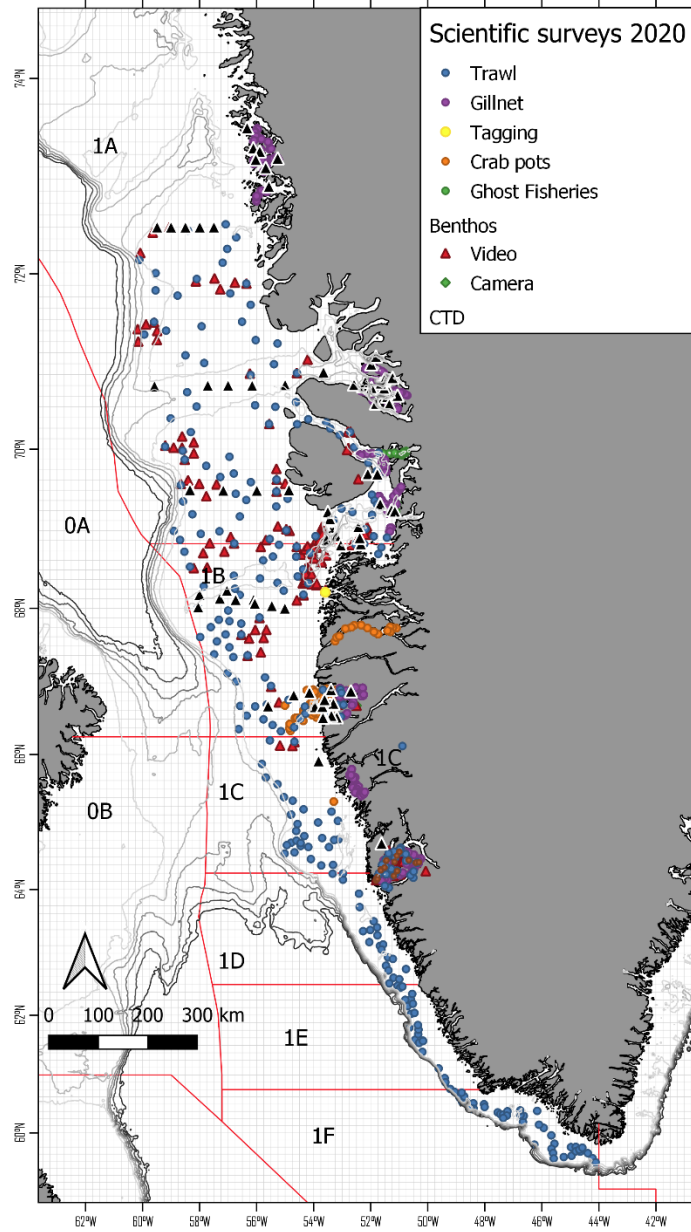 Scientific surveys 2020
Trawl
Gillnet
Tagging
Crab pots
Ghost Fisheries
Benthos
Video
Camera
CTD
74°N
1A
72°N
70°N
0A
1B
68°N
66°N
1C
1C
0B
64°N
1D
0 100 200 300 km
62°N
1E
60°N
1F
62°W 60°W 58°W 56°W 54°W 52°W 50°W 48°W 46°W 44°W 42°W